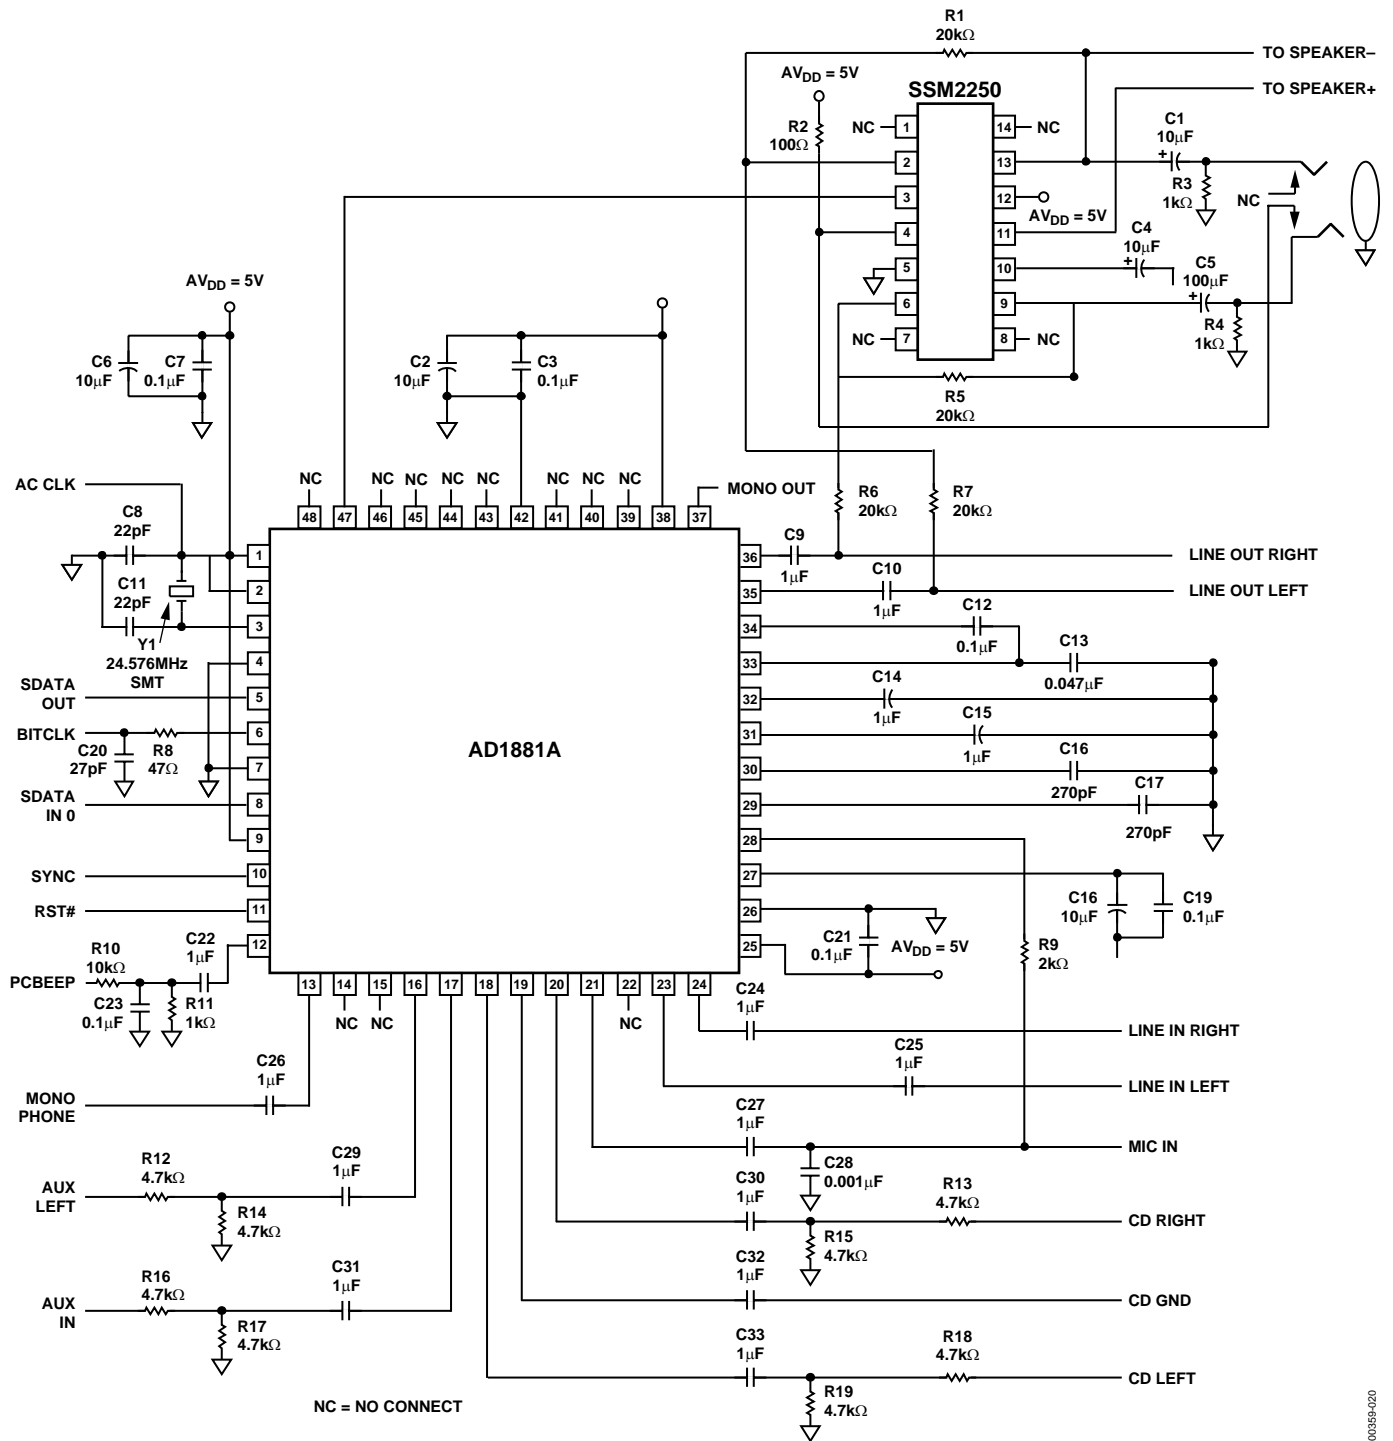 R1
20kΩ
TO SPEAKER–
AVDD = 5V
SSM2250
TO SPEAKER+
R2
100Ω
NC
1
14
NC
C1
10µF
+
2
13
R3
1kΩ
NC
3
12
AVDD = 5V
4
11
C4
10µF
+
5
10
C5
100µF
+
6
9
R4
1kΩ
NC
7
8
NC
R5
20kΩ
AVDD = 5V
C6
10µF
C7
0.1µF
C2
10µF
C3
0.1µF
NC
NC
NC
NC
NC
NC
NC
NC
MONO OUT
48
47
46
45
44
43
42
41
40
39
38
37
R6
20kΩ
R7
20kΩ
AC CLK
C8
22pF
C11
22pF
Y1
24.576MHz
SMT
SDATA
OUT
BITCLK
C20
27pF
R8
47Ω
SDATA
IN 0
SYNC
RST#
R10
10kΩ
C22
1µF
PCBEEP
C23
0.1µF
R11
1kΩ
1
2
3
4
5
6
7
8
9
10
11
12
AD1881A
36
35
34
33
32
31
30
29
28
27
26
25
C9
1µF
LINE OUT RIGHT
C10
1µF
LINE OUT LEFT
C12
0.1µF
C13
0.047µF
C14
1µF
C15
1µF
C16
270pF
C17
270pF
C16
10µF
C19
0.1µF
C21
0.1µF
AVDD = 5V
R9
2kΩ
13
14
15
16
17
18
19
20
21
22
23
24
NC
NC
NC
C24
1µF
LINE IN RIGHT
C25
1µF
LINE IN LEFT
C26
1µF
MONO
PHONE
C27
1µF
MIC IN
C28
0.001µF
R12
4.7kΩ
C29
1µF
AUX
LEFT
R14
4.7kΩ
C30
1µF
R13
4.7kΩ
CD RIGHT
R15
4.7kΩ
C32
1µF
CD GND
R16
4.7kΩ
C31
1µF
AUX
IN
R17
4.7kΩ
C33
1µF
R18
4.7kΩ
CD LEFT
R19
4.7kΩ
NC = NO CONNECT
00359-020